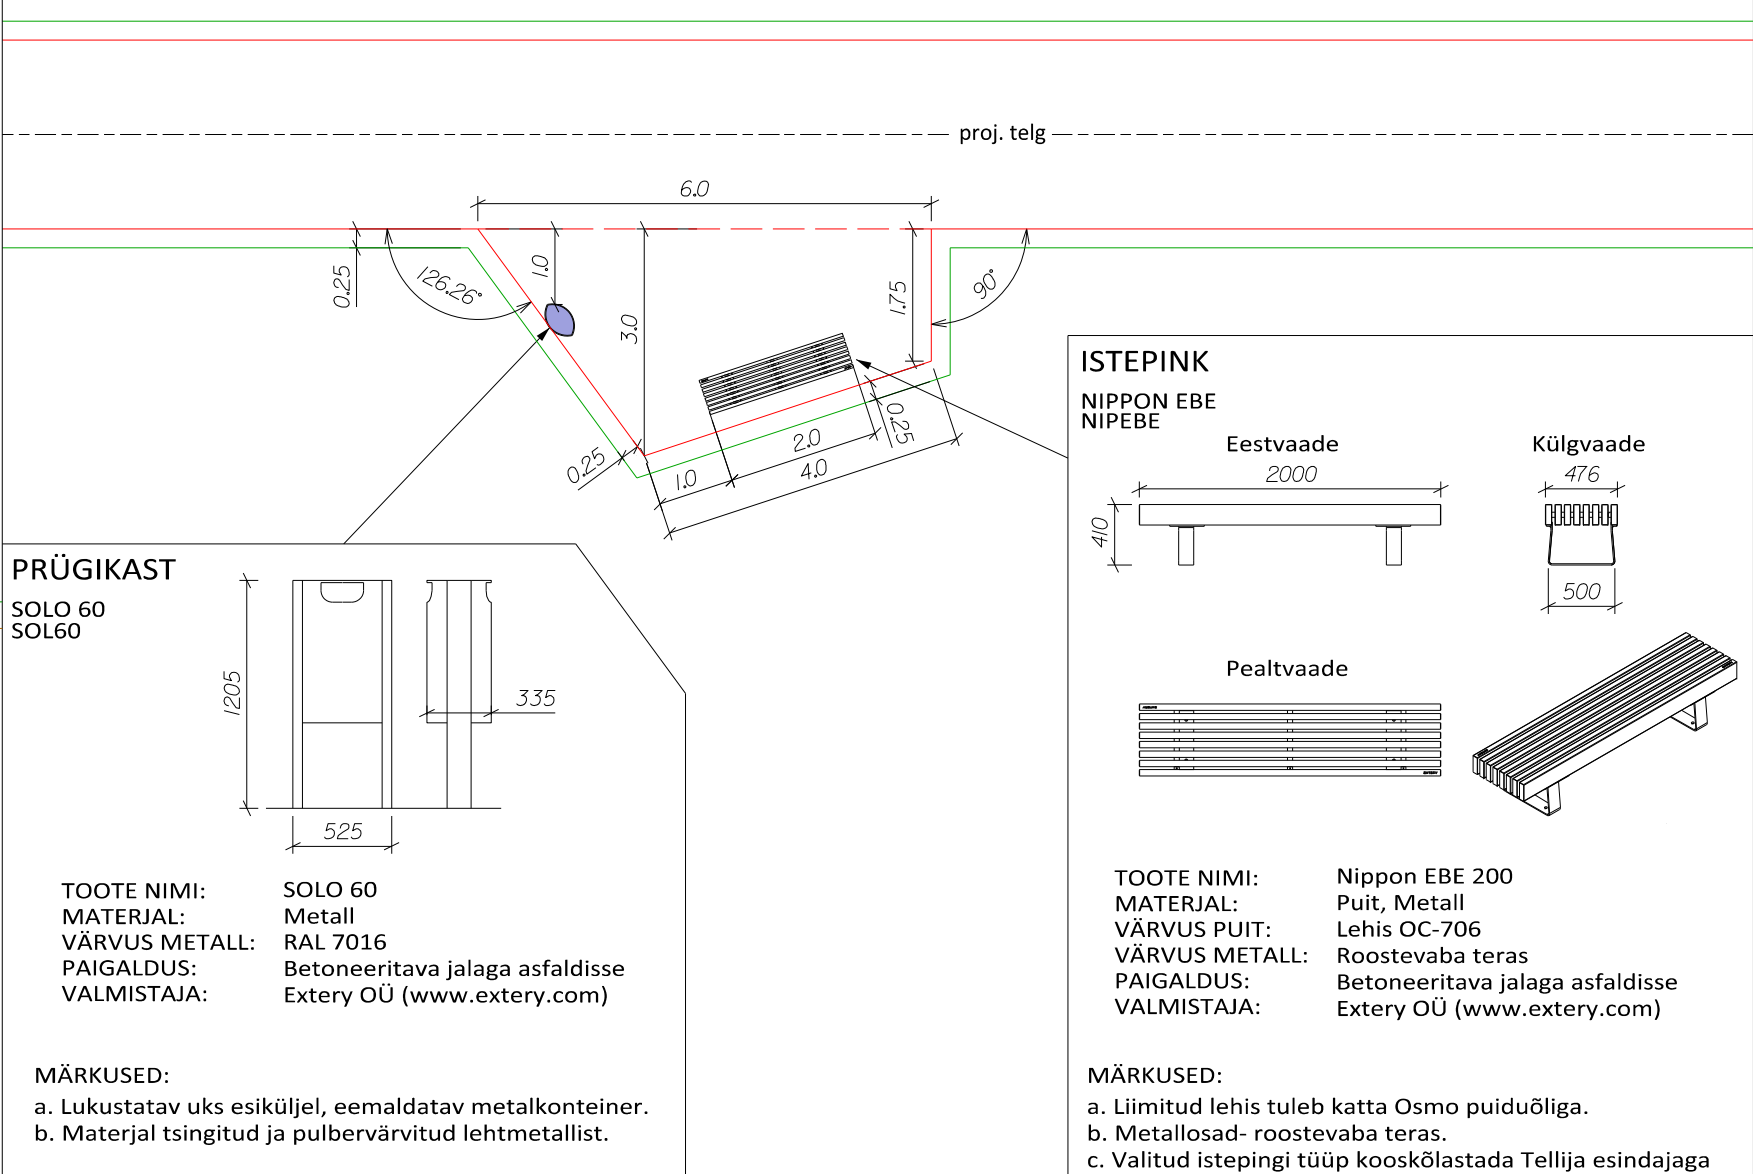 proj. telg
6.0
0.25
126.26°
1.0
3.0
1.75
90°
0.25
1.0
2.0
4.0
0.25
PRÜGIKAST
SOLO 60
SOL60
1205
335
525
TOOTE NIMI: SOLO 60
MATERJAL: Metall
VÄRVUS METALL: RAL 7016
PAIGALDUS: Betoneeritava jalaga asfaldisse
VALMISTAJA: Extery OÜ (www.extery.com)
MÄRKUSED:
a. Lukustatav uks esiküljel, eemaldatav metalkonteiner.
b. Materjal tsingitud ja pulbervärvitud lehtmetallist.
ISTEPINK
NIPPON EBE
NIPEBE
Eestvaade
2000
410
Külgvaade
476
500
Pealtvaade
EXTERY
TOOTE NIMI: Nippon EBE 200
MATERJAL: Puit, Metall
VÄRVUS PUIT: Lehis OC-706
VÄRVUS METALL: Roostevaba teras
PAIGALDUS: Betoneeritava jalaga asfaldisse
VALMISTAJA: Extery OÜ (www.extery.com)
MÄRKUSED:
a. Liimitud lehis tuleb katta Osmo puiduõliga.
b. Metallosad- roostevaba teras.
c. Valitud istepingi tüüp kooskõlastada Tellija esindajaga